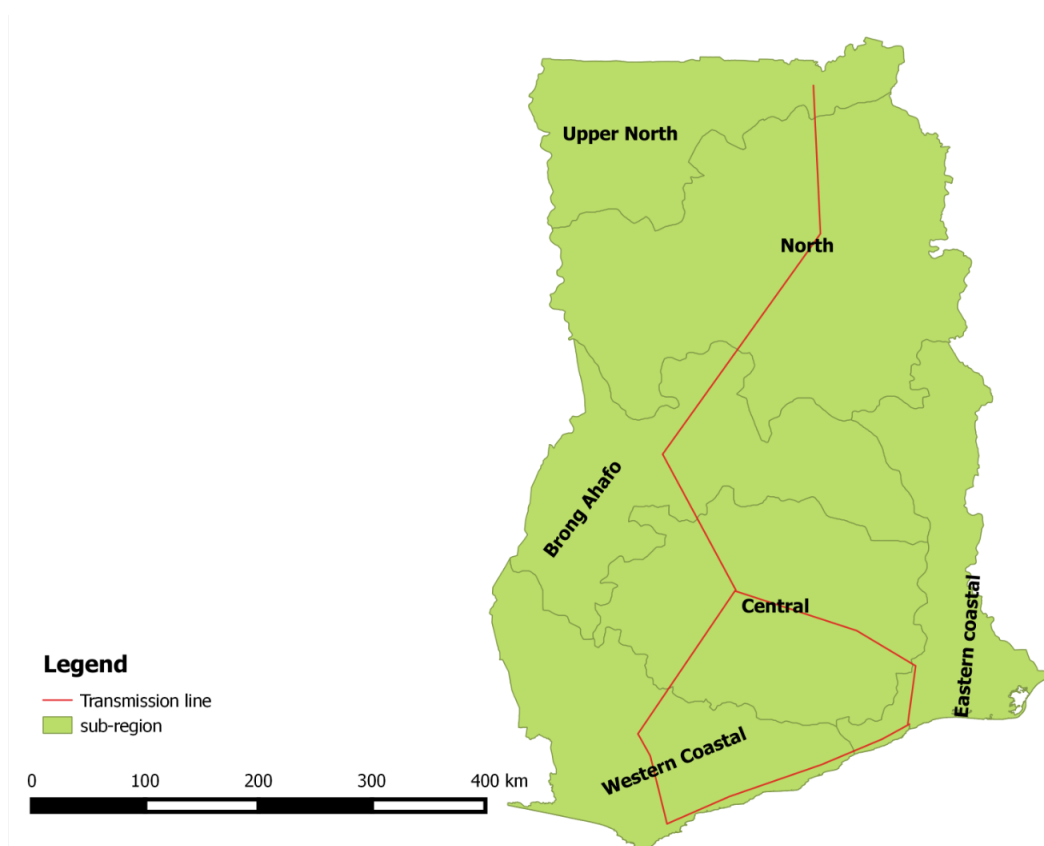 Upper North
North
Brong Ahafo
Central
Eastern coastal
Western Coastal
Legend
Transmission line
sub-region
0 100 200 300 400 km